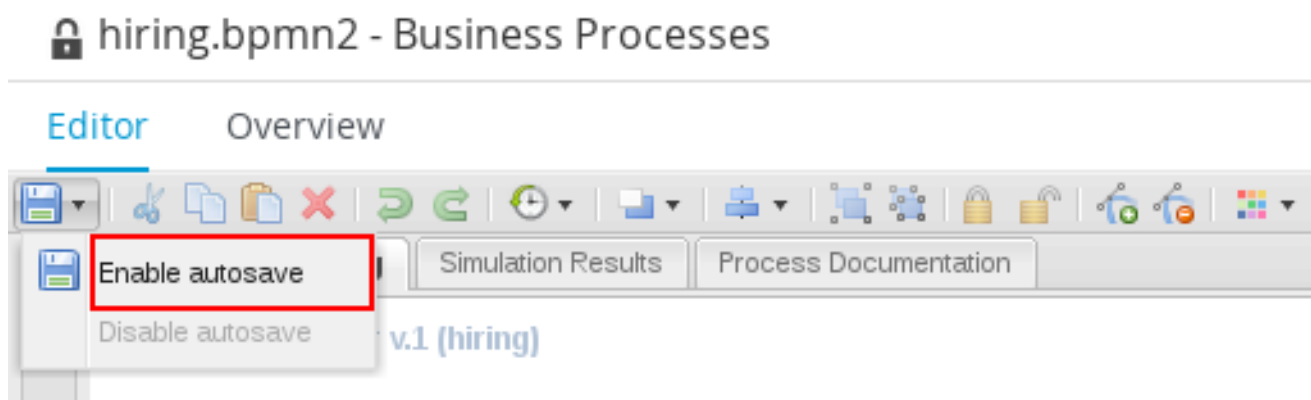 hiring.bpmn2 - Business Processes
Editor Overview
Enable autosave Simulation Results Process Documentation
Disable autosave v.1 (hiring)